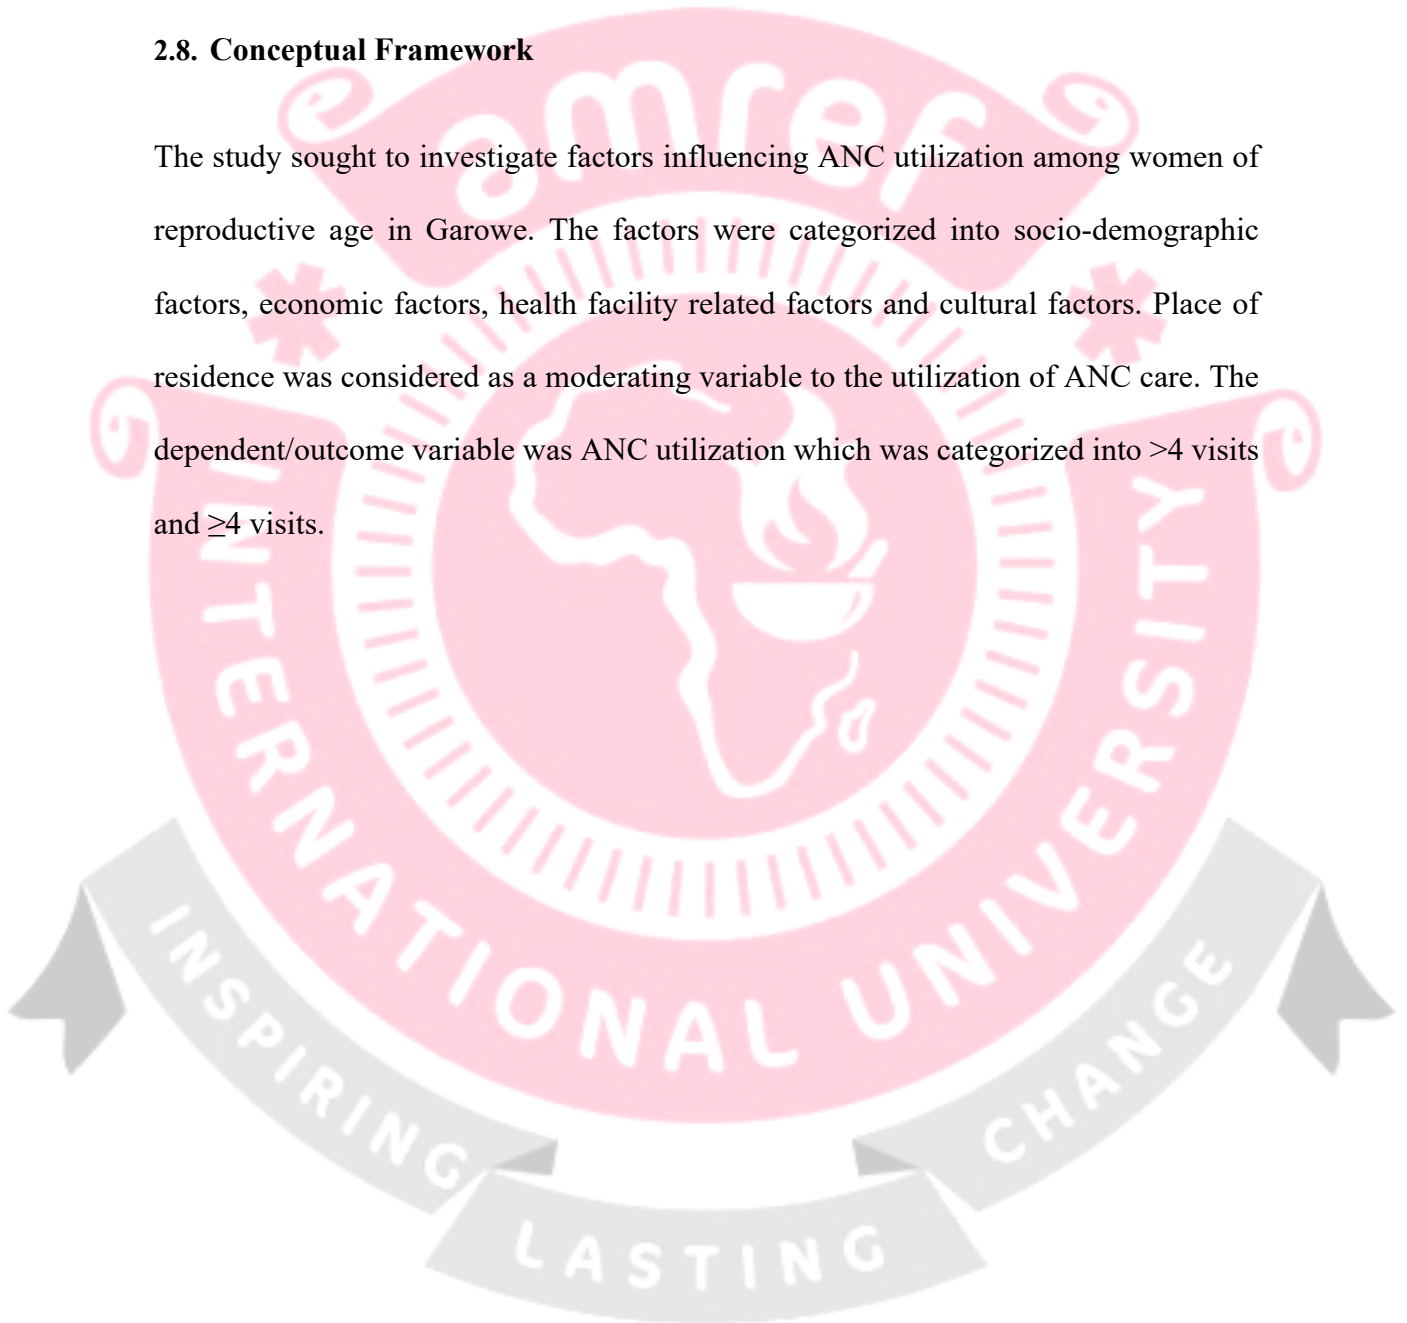 2.8. Conceptual Framework
amref
The study sought to investigate factors influencing ANC utilization among women of
reproductive age in Garowe. The factors were categorized into socio-demographic
factors, economic factors, health facility related factors and cultural factors. Place of
residence was considered as a moderating variable to the utilization of ANC care. The
dependent/outcome variable was ANC utilization which was categorized into >4 visits
and ≥4 visits.
INTERNATIONAL UNIVERSITY
INSPIRING
LASTING
CHANGE